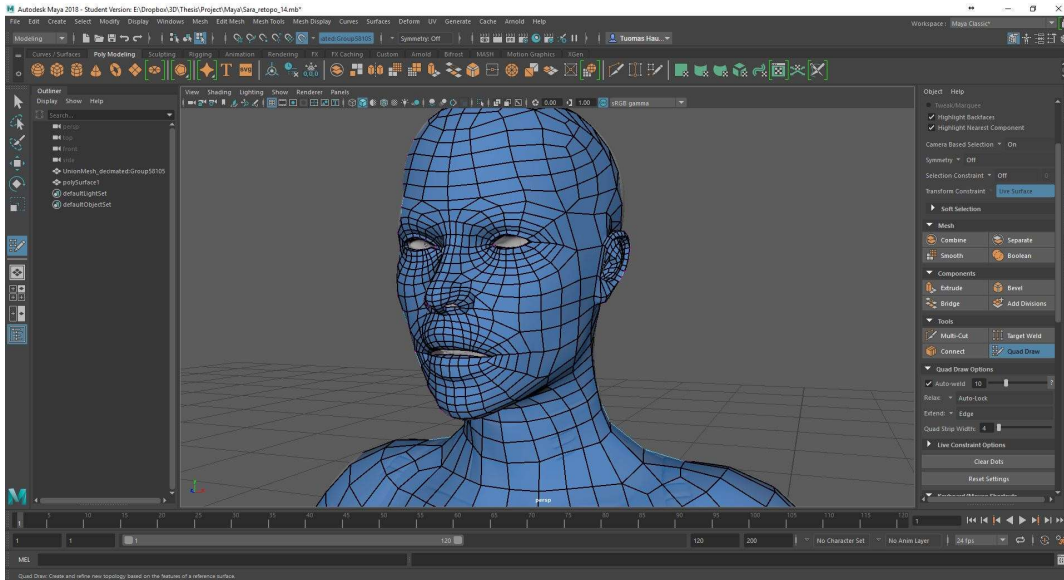 Autodesk Maya 2018 - Student Version: E:\Dropbox\3D\Thesis\Project\Maya\Sara_retopo_14.mb*
File Edit Create Select Modify Display Windows Mesh Edit Mesh Mesh Tools Mesh Display Curves Surfaces Deform UV Generate Cache Arnold Help
Workspace : Maya Classic*
Modeling ated:Group58105 Symmetry: Off Tuomas Hau...
Curves / Surfaces Poly Modeling Sculpting Rigging Animation Rendering FX FX Caching Custom Arnold Bifrost MASH Motion Graphics XGen
Outliner
Display Show Help
Search...
persp
top
front
side
UnionMesh_decimated:Group58105
polySurface1
defaultLightSet
defaultObjectSet
View Shading Lighting Show Renderer Panels
0.00 1.00 sRGB gamma
persp
Object Help
Tweak/Marquee
Highlight Backfaces
Highlight Nearest Component
Camera Based Selection On
Symmetry Off
Selection Constraint Off 0
Transform Constraint Live Surface
Soft Selection
Mesh
Combine Separate
Smooth Boolean
Components
Extrude Bevel
Bridge Add Divisions
Tools
Multi-Cut Target Weld
Connect Quad Draw
Quad Draw Options
Auto-weld 10 ?
Relax: Auto-Lock
Extend: Edge
Quad Strip Width: 4
Live Constraint Options
Clear Dots
Reset Settings
Keyboard/Mouse Shortcuts
1 5 10 15 20 25 30 35 40 45 50 55 60 65 70 75 80 85 90 95 100 105 110 115 120 1
1 1 1 120 120 200 No Character Set No Anim Layer 24 fps
MEL
Quad Draw: Create and refine new topology based on the features of a reference surface.